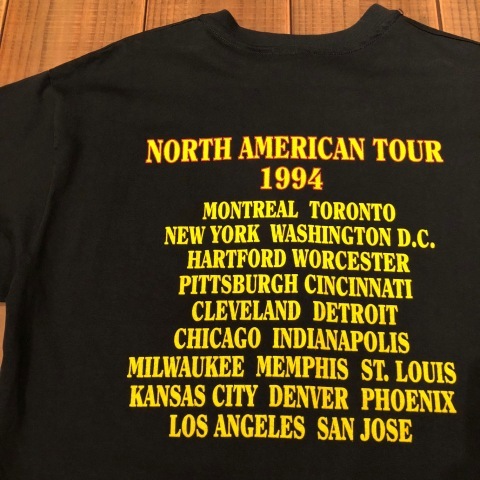 NORTH AMERICAN TOUR
1994
MONTREAL TORONTO
NEW YORK WASHINGTON D.C.
HARTFORD WORCESTER
PITTSBURGH CINCINNATI
CLEVELAND DETROIT
CHICAGO INDIANAPOLIS
MILWAUKEE MEMPHIS ST. LOUIS
KANSAS CITY DENVER PHOENIX
LOS ANGELES SAN JOSE